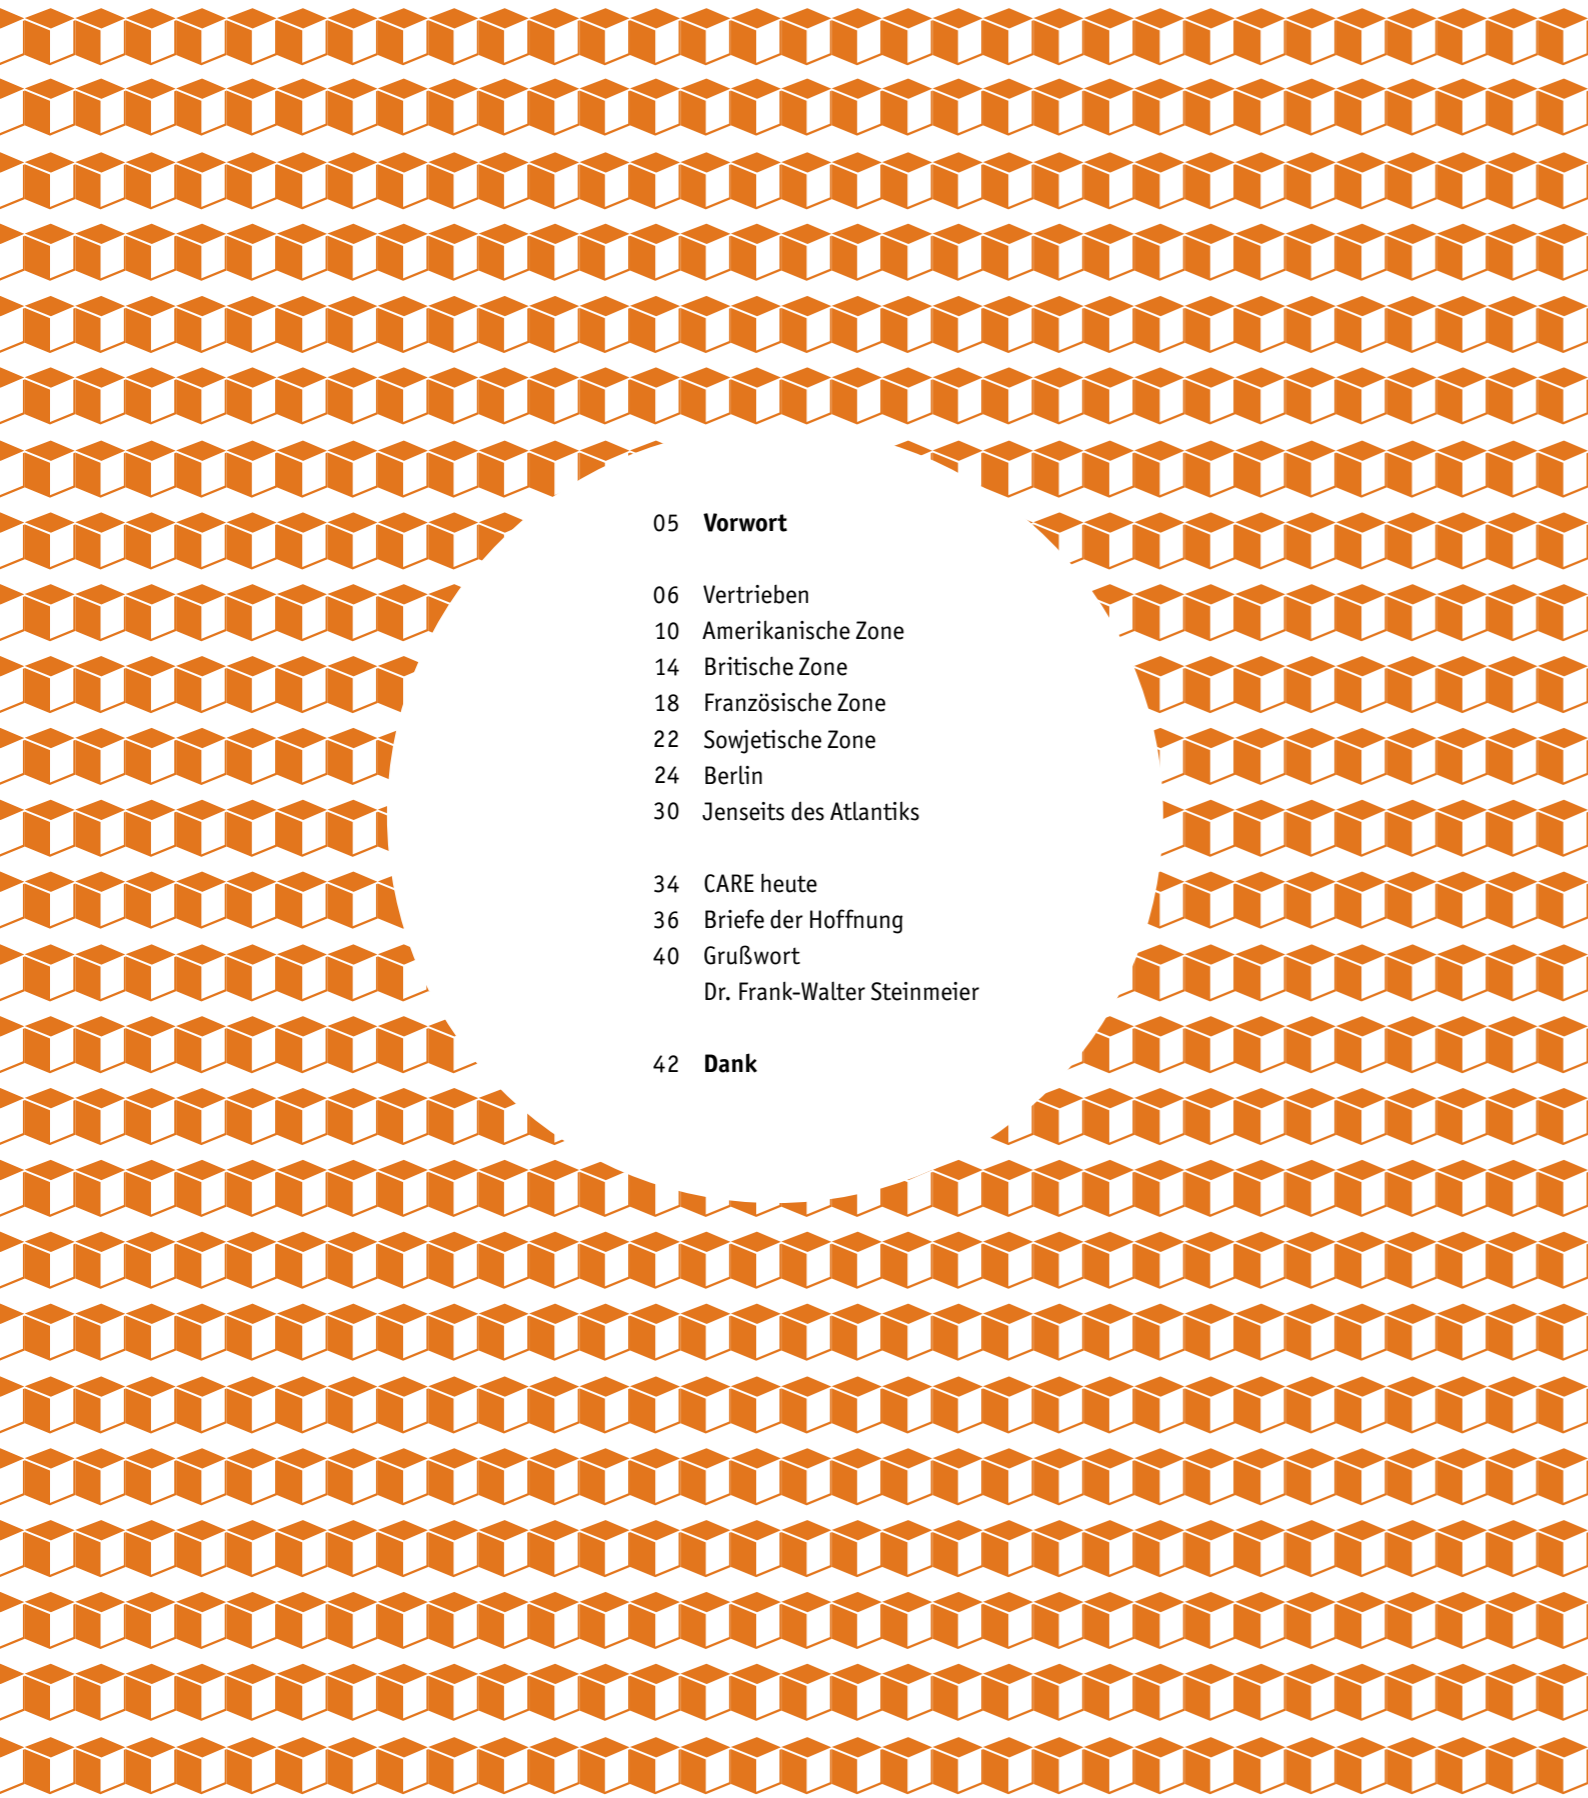 05 Vorwort
06 Vertrieben
10 Amerikanische Zone
14 Britische Zone
18 Französische Zone
22 Sowjetische Zone
24 Berlin
30 Jenseits des Atlantiks
34 CARE heute
36 Briefe der Hoffnung
40 Grußwort
Dr. Frank-Walter Steinmeier
42 Dank